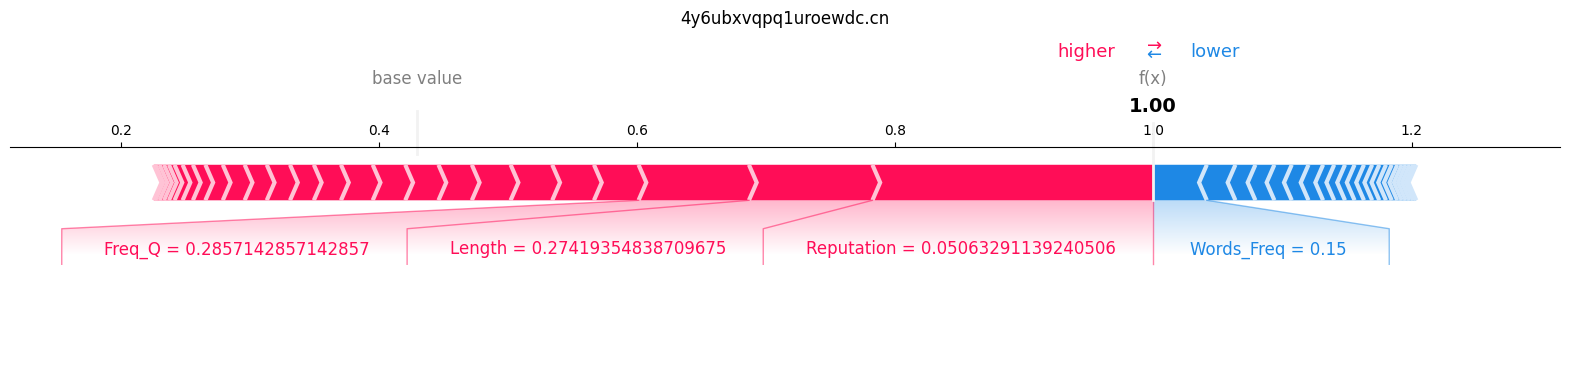 4y6ubxvqpq1uroewdc.cn
higher ⇄ lower
base value f(x)
1.00
0.2 0.4 0.6 0.8 1.0 1.2
Freq_Q = 0.2857142857142857 Length = 0.27419354838709675 Reputation = 0.05063291139240506 Words_Freq = 0.15